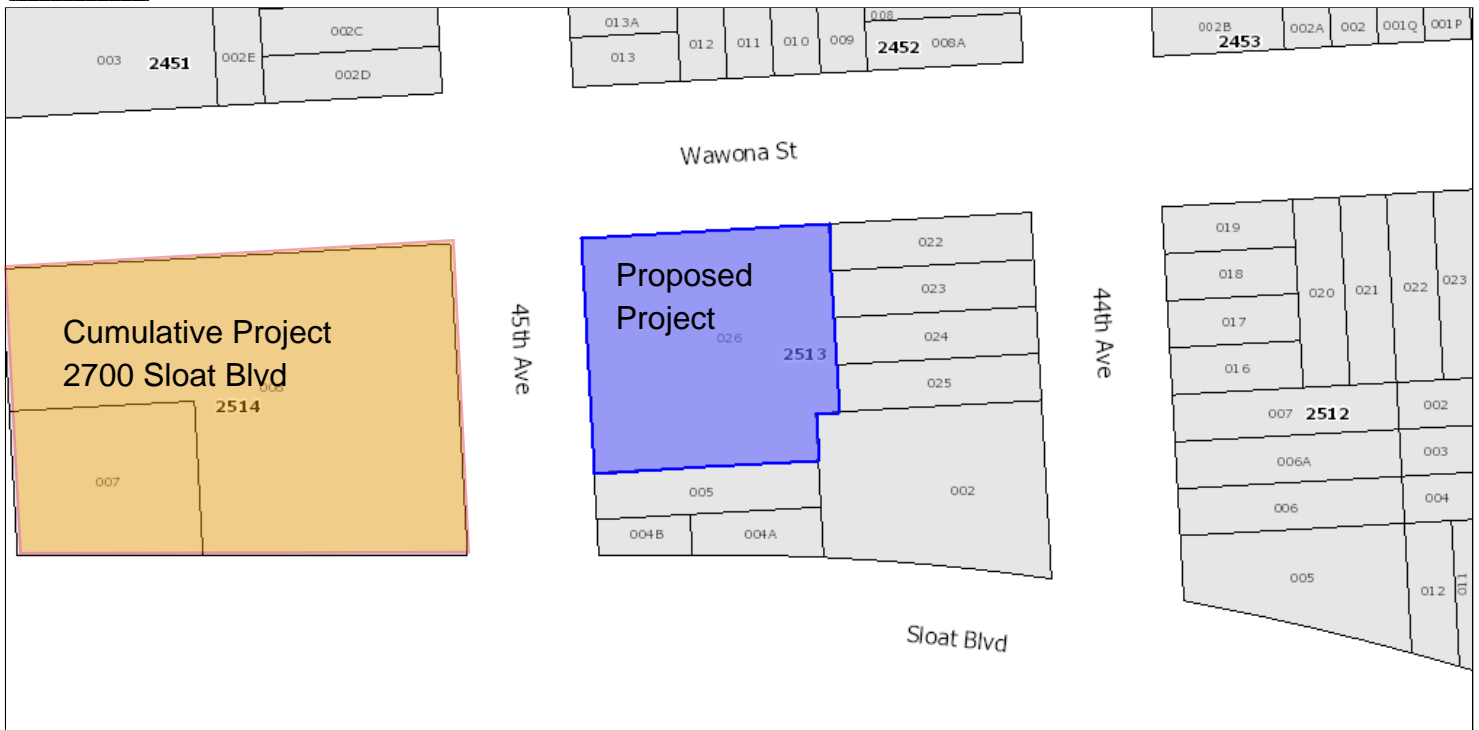 003 2451 002E 002C
002D
013A
013 012 011 010 009 2452 008 008A
002B 2453 002A 002 001Q 001P
Wawona St
Cumulative Project
2700 Sloat Blvd
2514
007
45th Ave
Proposed
Project
026
2513
022
023
024
025
005
004B 004A
002
44th Ave
019
018
017
016
020 021 022 023
007 2512 002
006A 003
006 004
005 012 011
Sloat Blvd